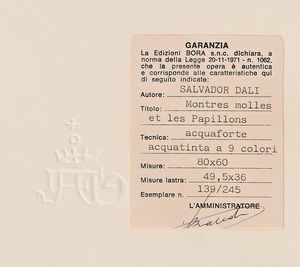 GARANZIA
La Edizioni BORA s.n.c. dichiara, a
norma della Legge 20-11-1971 - n. 1062,
che la presente opera è autentica
e corrisponde alle caratteristiche qui
di seguito indicate:
Autore: SALVADOR DALI
Titolo: Montres molles
et les Papillons
Tecnica: acquaforte
acquatinta a 9 colori
Misure: 80x60
Misure lastra: 49,5x36
Esemplare n. 139/245
L'AMMINISTRATORE